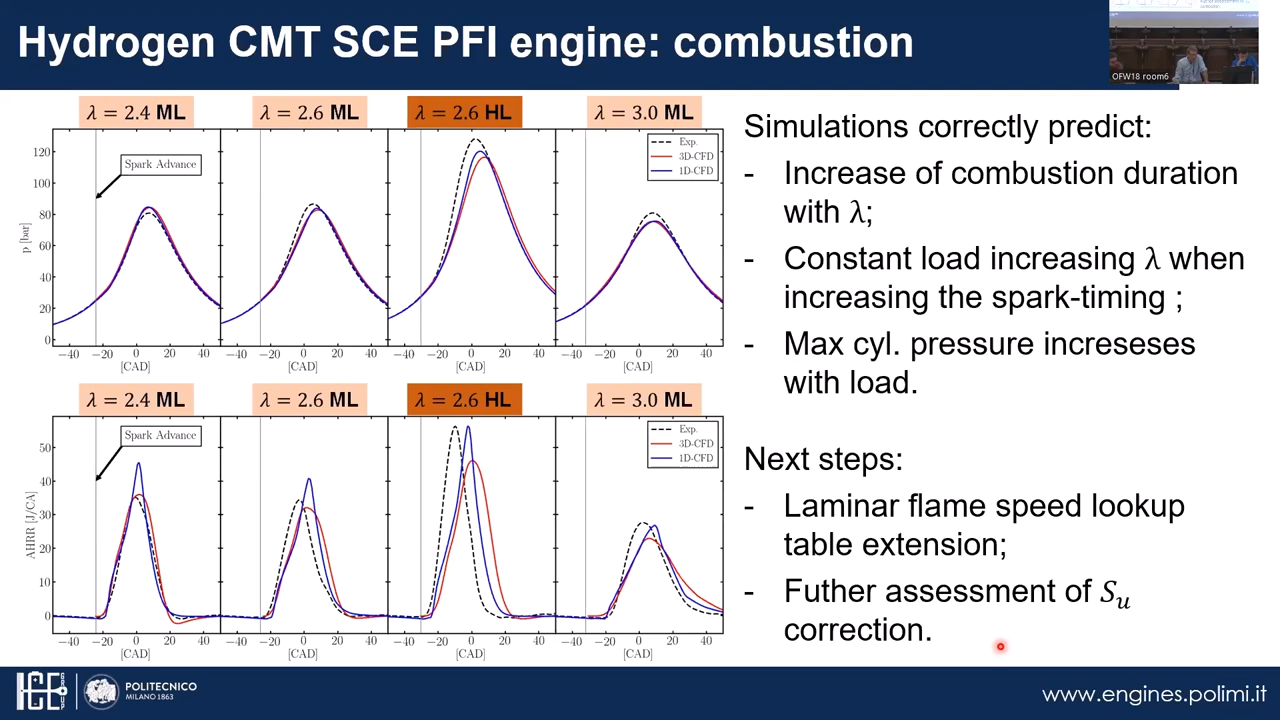 Hydrogen CMT SCE PFI engine: combustion
OFW18 room6
λ = 2.4 ML
λ = 2.6 ML
λ = 2.6 HL
λ = 3.0 ML
Spark Advance
Exp.
3D-CFD
1D-CFD
p [bar]
120
100
80
60
40
20
0
−40 −20 0 20 40
−40 −20 0 20 40
−40 −20 0 20 40
−40 −20 0 20 40
[CAD]
[CAD]
[CAD]
[CAD]
λ = 2.4 ML
λ = 2.6 ML
λ = 2.6 HL
λ = 3.0 ML
Spark Advance
Exp.
3D-CFD
1D-CFD
AHRR [J/CA]
50
40
30
20
10
0
−40 −20 0 20 40
−40 −20 0 20 40
−40 −20 0 20 40
−40 −20 0 20 40
[CAD]
[CAD]
[CAD]
[CAD]
Simulations correctly predict:
- Increase of combustion duration
with λ;
- Constant load increasing λ when
increasing the spark-timing ;
- Max cyl. pressure increseses
with load.
Next steps:
- Laminar flame speed lookup
table extension;
- Futher assessment of Su
correction.
ICE
GROUP
POLITECNICO
MILANO 1863
www.engines.polimi.it